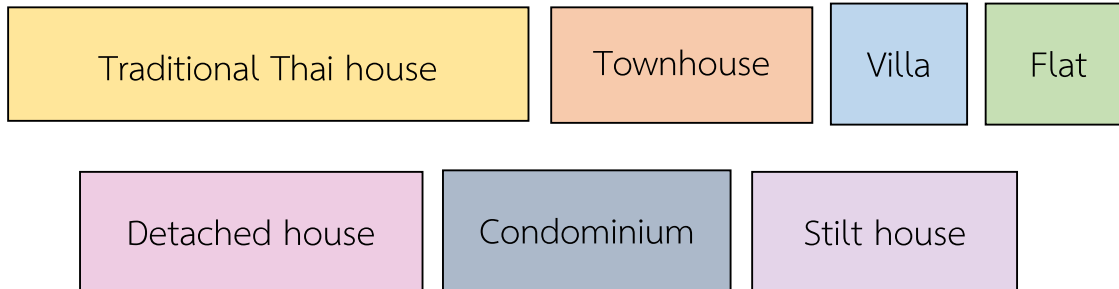 Traditional Thai house
Townhouse
Villa
Flat
Detached house
Condominium
Stilt house